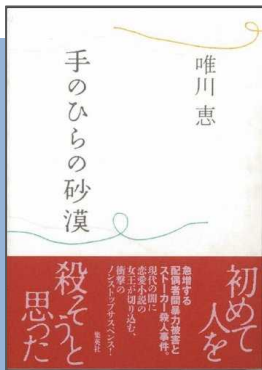 唯川 恵
手のひらの砂漠
初めて
人を
急増する
配偶者間暴力被害と
ストーカー殺人事件。
現代の闇に
恋愛小説の
女王が切り込む、
衝撃の
ノンストップサスペンス!
集英社
殺そうと
思った